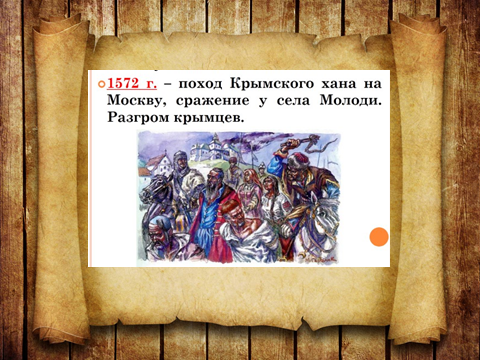 1572 г. – поход Крымского хана на
Москву, сражение у села Молоди.
Разгром крымцев.